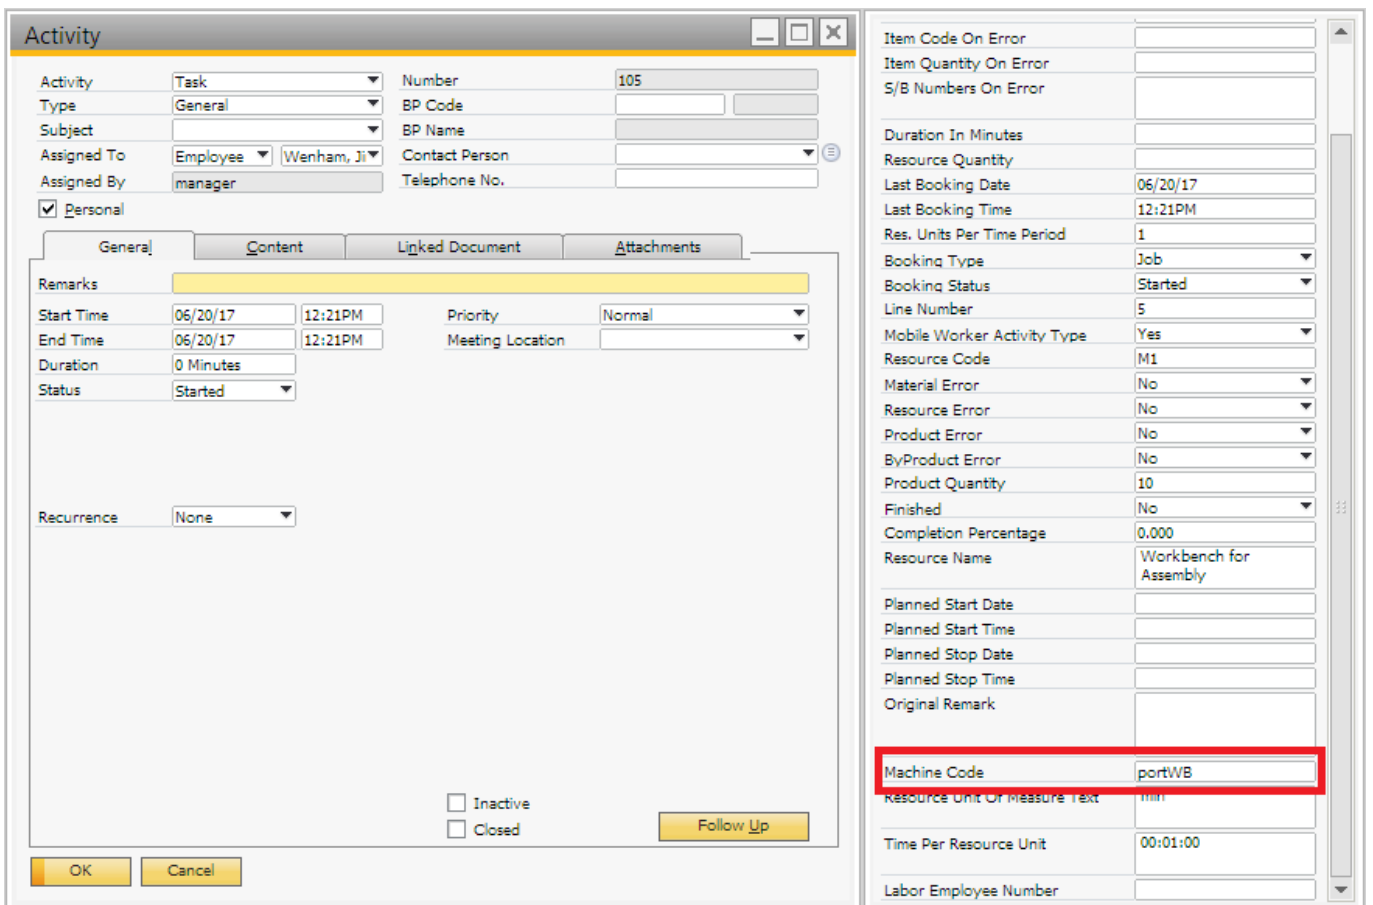 Activity
Activity Task Number 105
Type General BP Code
Subject BP Name
Assigned To Employee Wenham, Ji Contact Person
Assigned By manager Telephone No.
Personal
General Content Linked Document Attachments
Remarks
Start Time 06/20/17 12:21PM Priority Normal
End Time 06/20/17 12:21PM Meeting Location
Duration 0 Minutes
Status Started
Recurrence None
Inactive
Closed
Follow Up
OK Cancel
Item Code On Error
Item Quantity On Error
S/B Numbers On Error
Duration In Minutes
Resource Quantity
Last Booking Date 06/20/17
Last Booking Time 12:21PM
Res. Units Per Time Period 1
Booking Type Job
Booking Status Started
Line Number 5
Mobile Worker Activity Type Yes
Resource Code M1
Material Error No
Resource Error No
Product Error No
ByProduct Error No
Product Quantity 10
Finished No
Completion Percentage 0.000
Resource Name Workbench for
Assembly
Planned Start Date
Planned Start Time
Planned Stop Date
Planned Stop Time
Original Remark
Machine Code portWB
Resource Unit Of Measure Text min
Time Per Resource Unit 00:01:00
Labor Employee Number